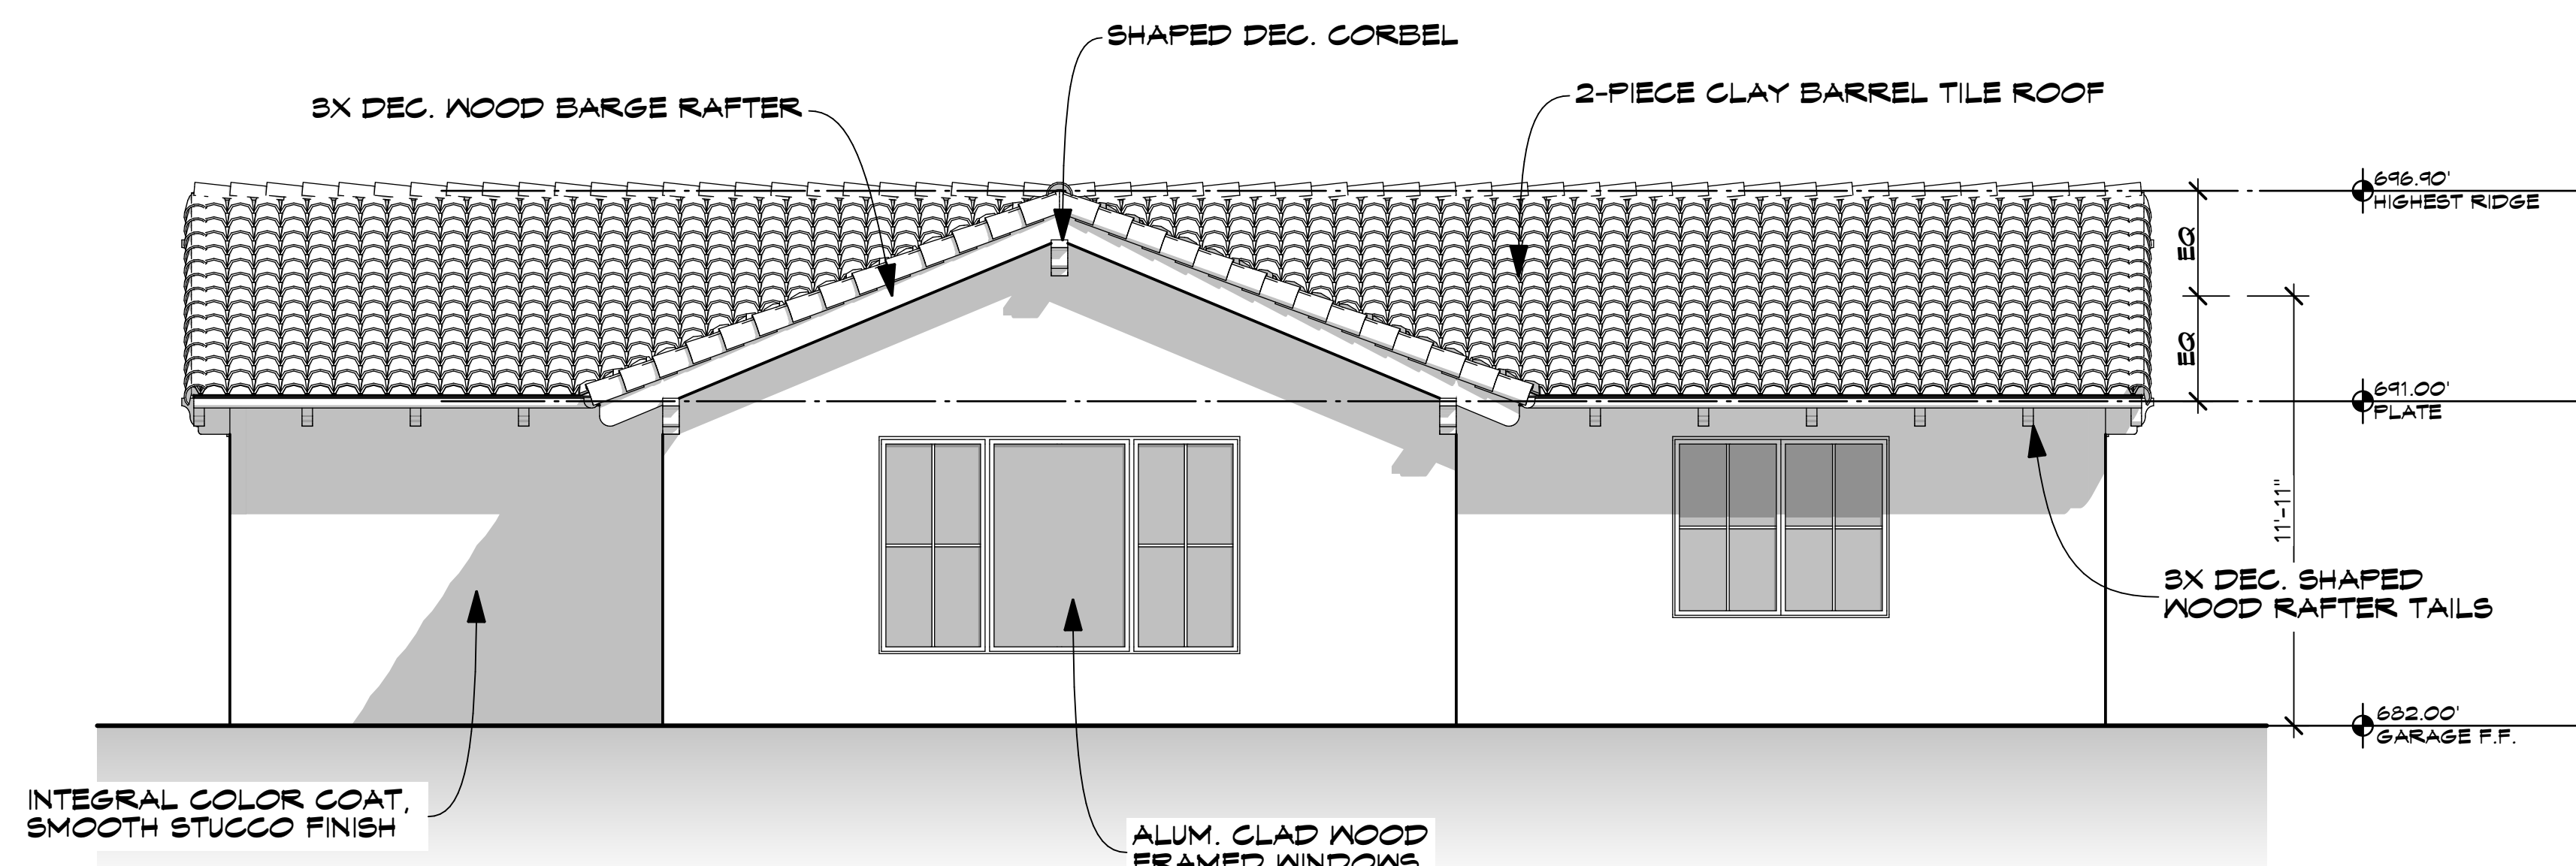 SHAPED DEC. CORBEL
3X DEC. WOOD BARGE RAFTER
2-PIECE CLAY BARREL TILE ROOF
696.90'
HIGHEST RIDGE
EQ
EQ
691.00'
PLATE
11'-11"
3X DEC. SHAPED
WOOD RAFTER TAILS
682.00'
GARAGE F.F.
INTEGRAL COLOR COAT,
SMOOTH STUCCO FINISH
ALUM. CLAD WOOD
FRAMED WINDOWS